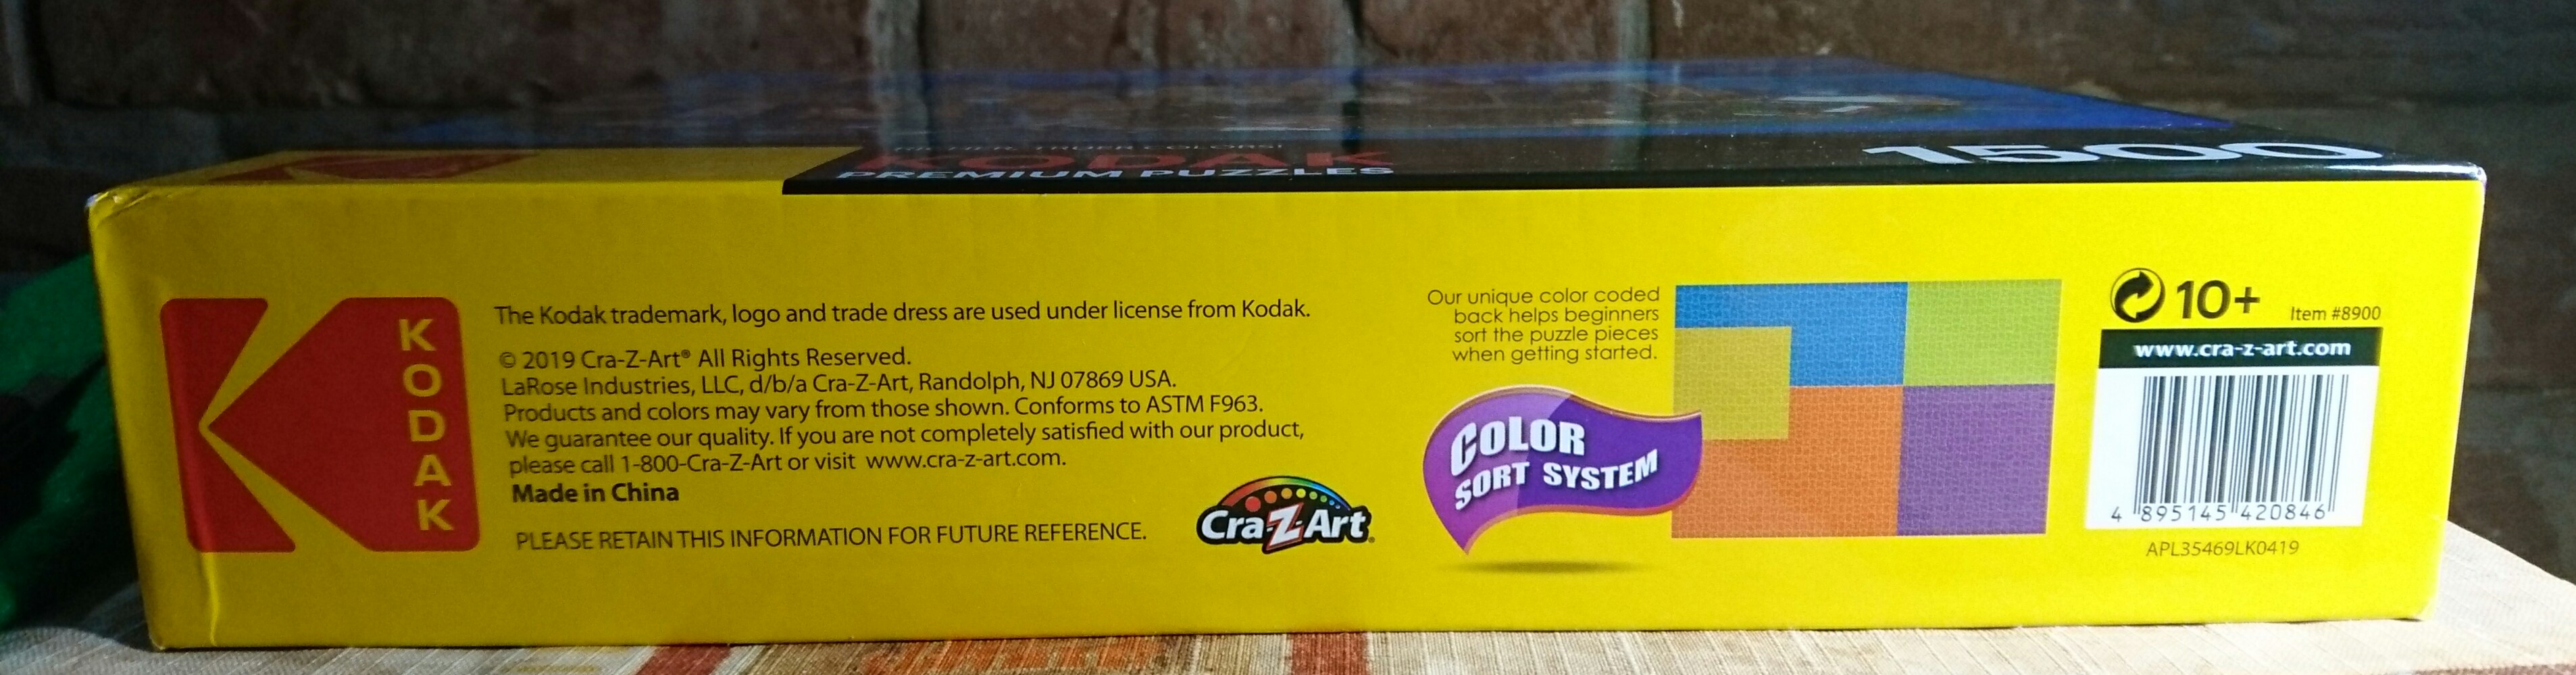 KODAK
PREMIUM PUZZLES
1500
KODAK
The Kodak trademark, logo and trade dress are used under license from Kodak.
© 2019 Cra-Z-Art® All Rights Reserved.
LaRose Industries, LLC, d/b/a Cra-Z-Art, Randolph, NJ 07869 USA.
Products and colors may vary from those shown. Conforms to ASTM F963.
We guarantee our quality. If you are not completely satisfied with our product,
please call 1-800-Cra-Z-Art or visit www.cra-z-art.com.
Made in China
PLEASE RETAIN THIS INFORMATION FOR FUTURE REFERENCE.
Cra-Z-Art
Our unique color coded
back helps beginners
sort the puzzle pieces
when getting started.
COLOR
SORT SYSTEM
10+
Item #8900
www.cra-z-art.com
4 895145 420846
APL35469LK0419